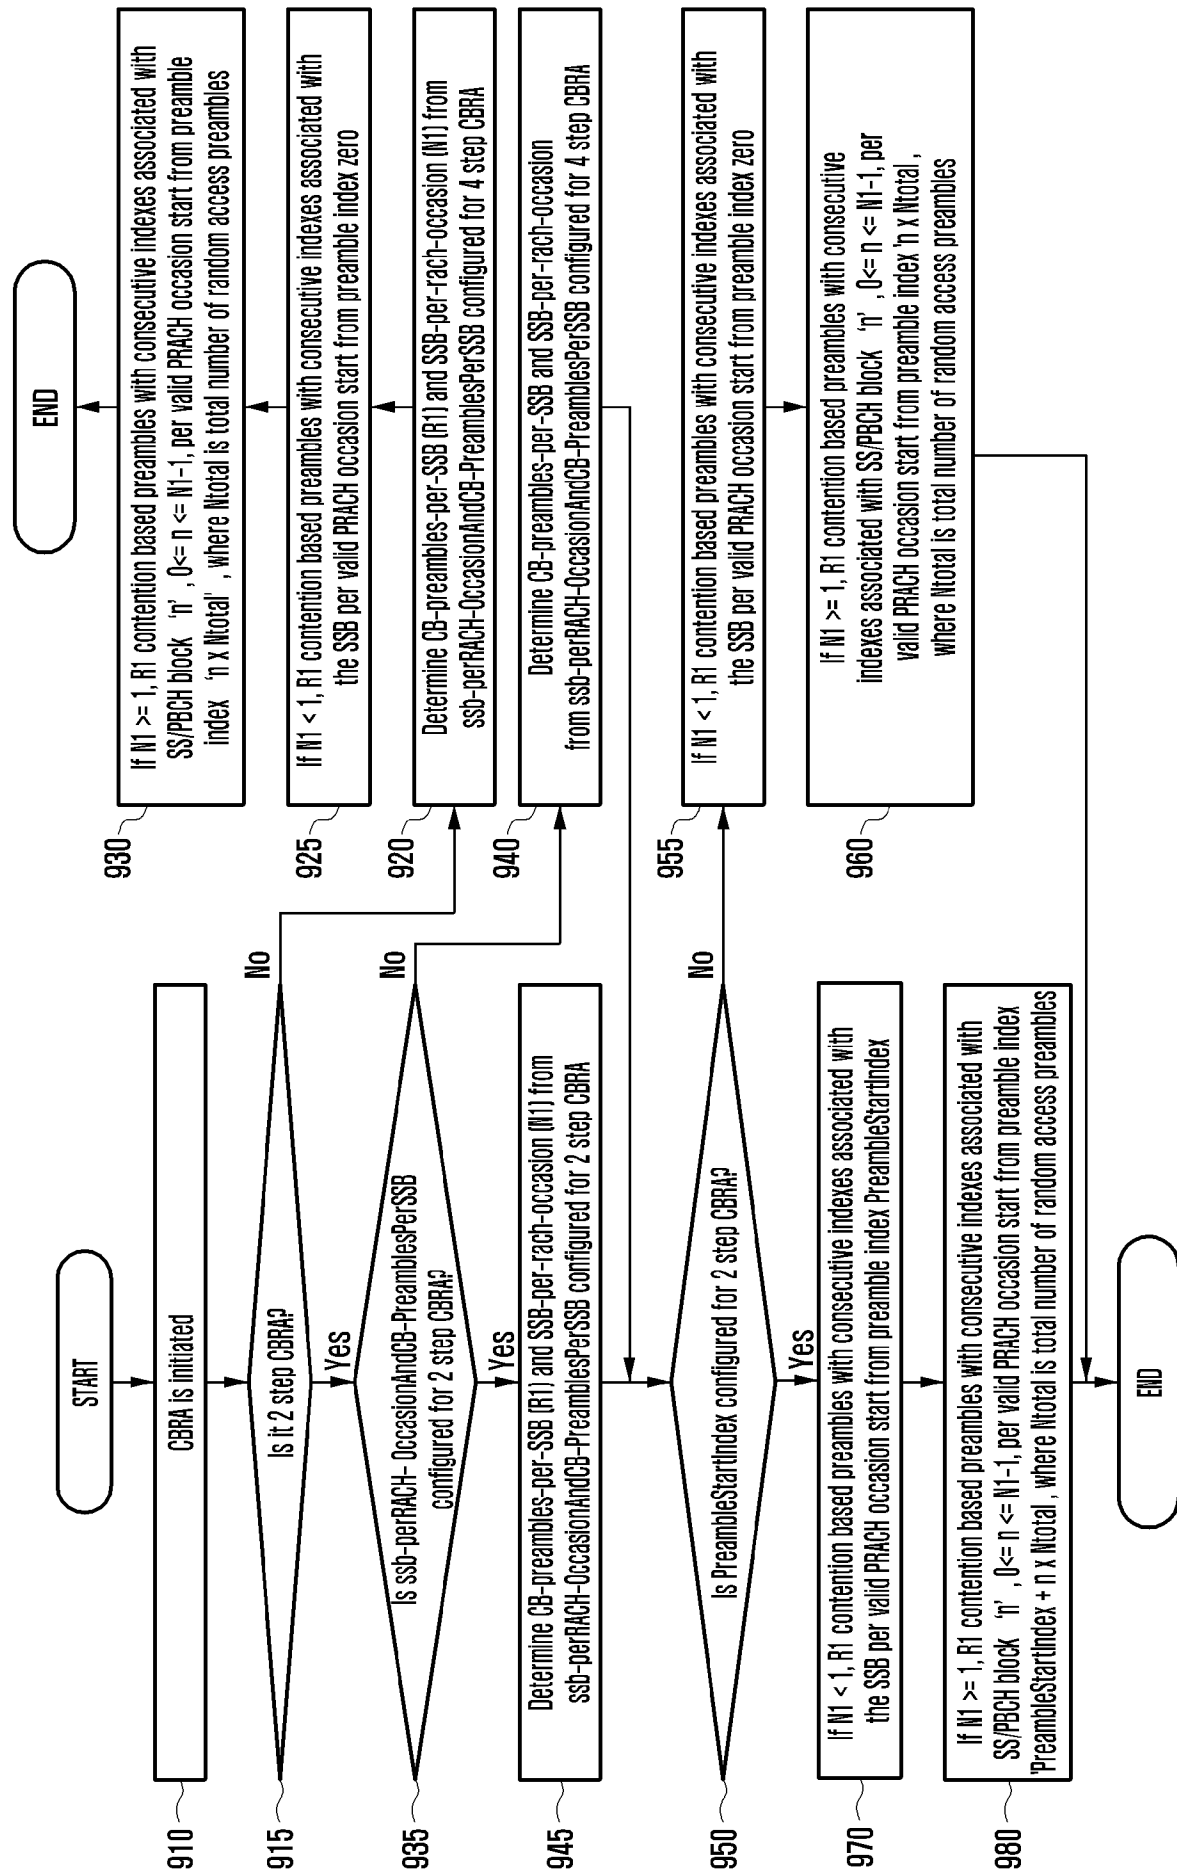 START
CBRA is initiated
910
Is it 2 step CBRA?
915
No
Yes
Is ssb-perRACH- OccasionAndCB-PreamblesPerSSB
configured for 2 step CBRA?
935
No
Yes
Determine CB-preambles-per-SSB (R1) and SSB-per-rach-occasion (N1) from
ssb-perRACH-OccasionAndCB-PreamblesPerSSB configured for 2 step CBRA
945
Is PreambleStartIndex configured for 2 step CBRA?
950
No
Yes
If N1 < 1, R1 contention based preambles with consecutive indexes associated with
the SSB per valid PRACH occasion start from preamble index PreambleStartIndex
970
If N1 >= 1, R1 contention based preambles with consecutive indexes associated with
SS/PBCH block ‘n’, 0<= n <= N1-1, per valid PRACH occasion start from preamble index
'PreambleStartIndex + n x Ntotal, where Ntotal is total number of random access preambles
980
END
END
If N1 >= 1, R1 contention based preambles with consecutive indexes associated with
SS/PBCH block ‘n’, 0<= n <= N1-1, per valid PRACH occasion start from preamble
index ‘n x Ntotal’, where Ntotal is total number of random access preambles
930
If N1 < 1, R1 contention based preambles with consecutive indexes associated with
the SSB per valid PRACH occasion start from preamble index zero
925
Determine CB-preambles-per-SSB (R1) and SSB-per-rach-occasion (N1) from
ssb-perRACH-OccasionAndCB-PreamblesPerSSB configured for 4 step CBRA
920
Determine CB-preambles-per-SSB and SSB-per-rach-occasion
from ssb-perRACH-OccasionAndCB-PreamblesPerSSB configured for 4 step CBRA
940
If N1 < 1, R1 contention based preambles with consecutive indexes associated with
the SSB per valid PRACH occasion start from preamble index zero
955
If N1 >= 1, R1 contention based preambles with consecutive
indexes associated with SS/PBCH block ‘n’, 0<= n <= N1-1, per
valid PRACH occasion start from preamble index 'n x Ntotal,
where Ntotal is total number of random access preambles
960